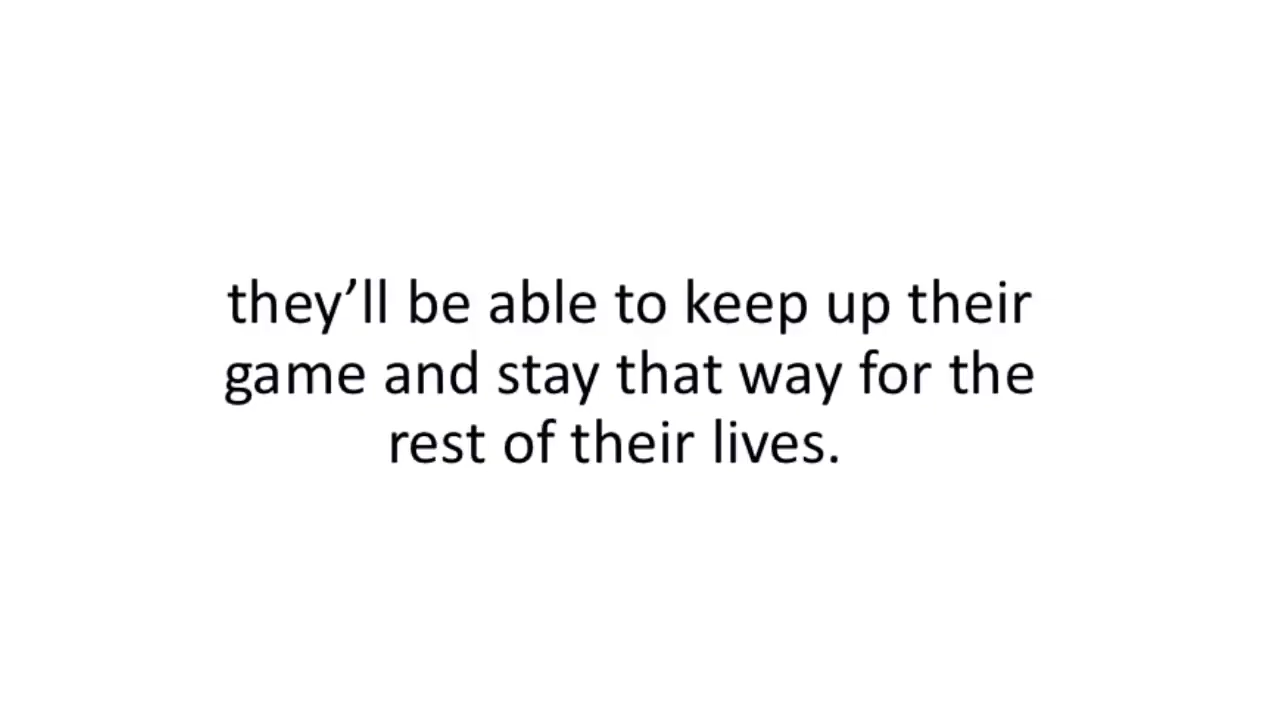 they’ll be able to keep up their
game and stay that way for the
rest of their lives.